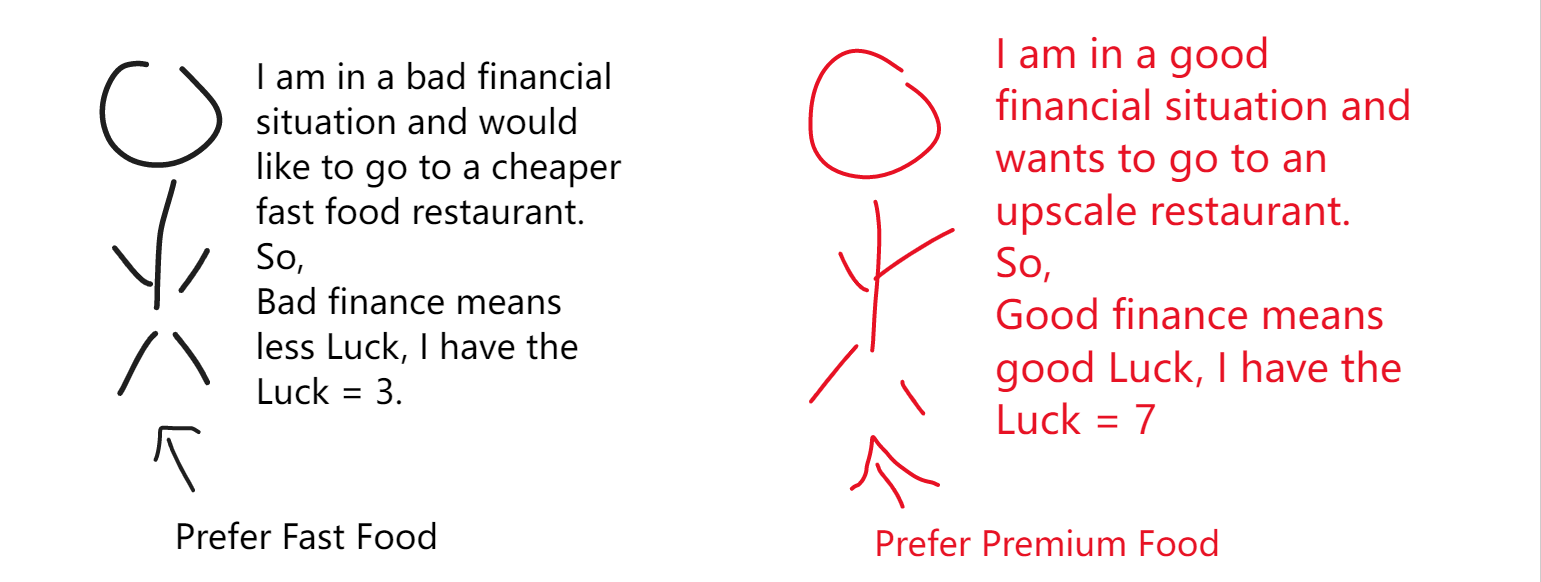 I am in a bad financial
situation and would
like to go to a cheaper
fast food restaurant.
So,
Bad finance means
less Luck, I have the
Luck = 3.
Prefer Fast Food
I am in a good
financial situation and
wants to go to an
upscale restaurant.
So,
Good finance means
good Luck, I have the
Luck = 7
Prefer Premium Food